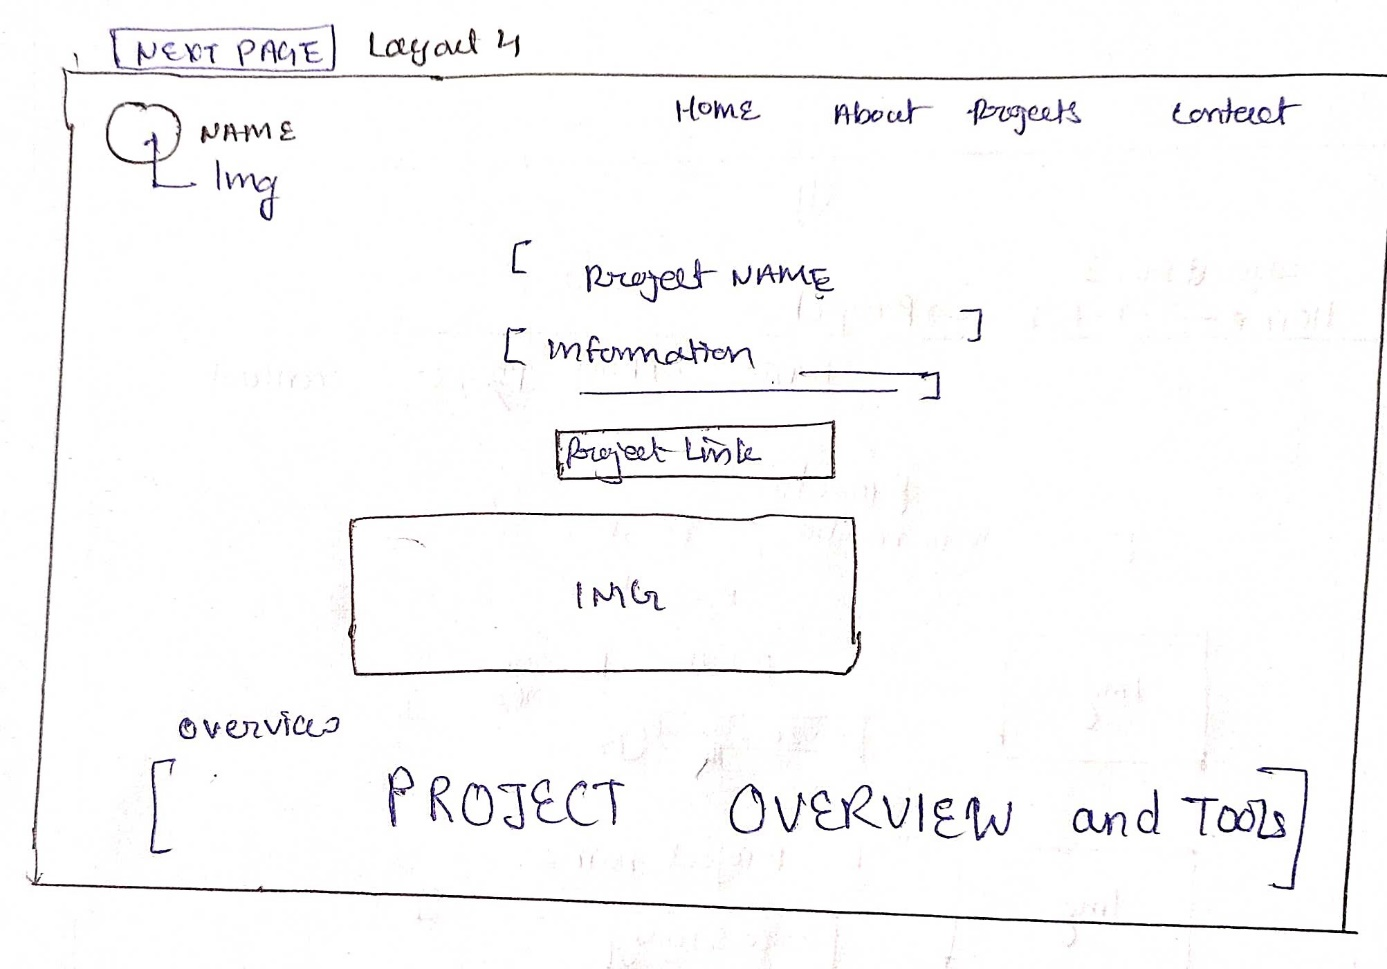 NEXT PAGE Layout 4
NAME Home About Projects Contact
Img
Project NAME
Information
Project Link
IMG
Overview
PROJECT OVERVIEW and Tools